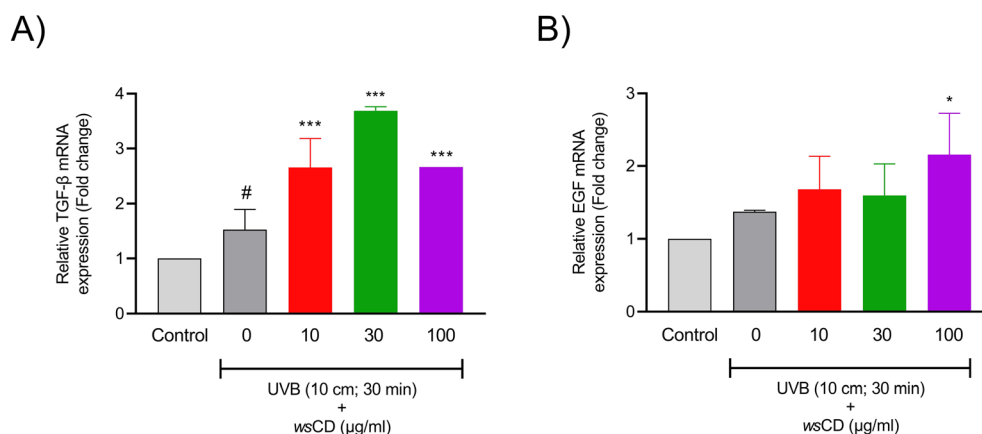 A)
Relative TGF-β mRNA
expression (Fold change)
4
3
2
1
0
#
***
***
***
Control
0
10
30
100
UVB (10 cm; 30 min)
+
wsCD (μg/ml)
B)
Relative EGF mRNA
expression (Fold change)
3
2
1
0
*
Control
0
10
30
100
UVB (10 cm; 30 min)
+
wsCD (μg/ml)